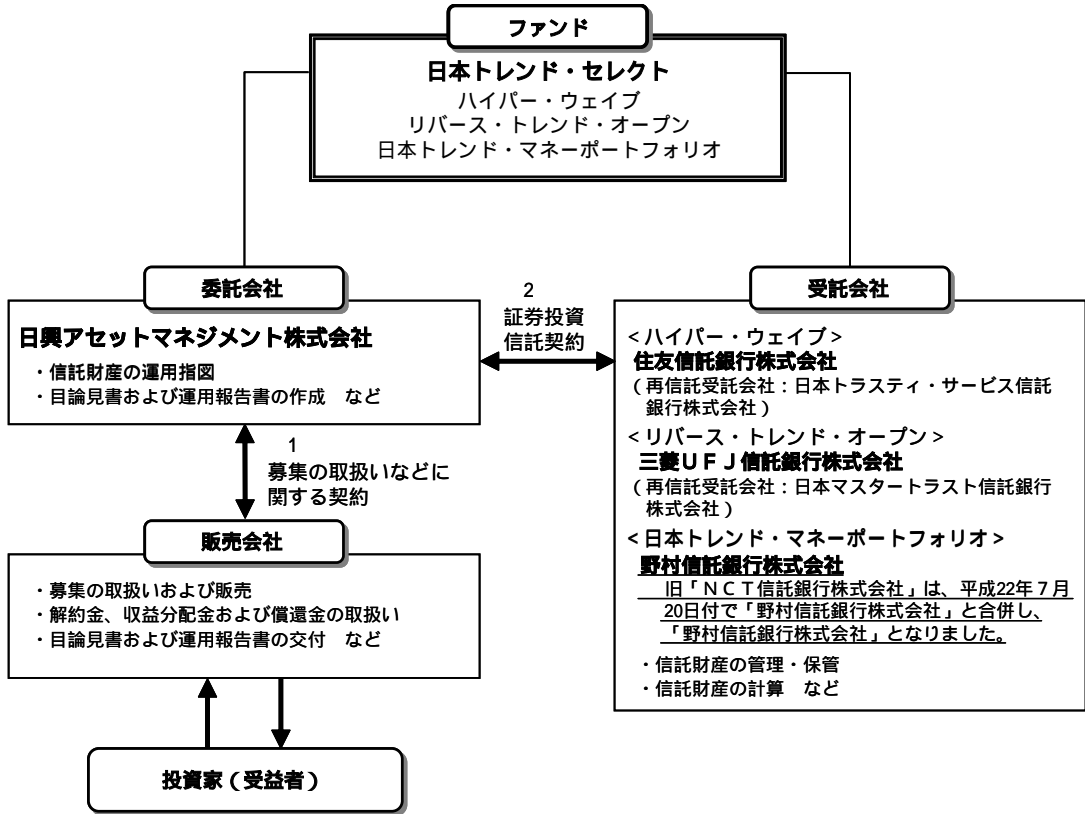 ファンド
日本トレンド・セレクト
ハイパー・ウェイブ
リバース・トレンド・オープン
日本トレンド・マネーポートフォリオ
委託会社
日興アセットマネジメント株式会社
・信託財産の運用指図
・目論見書および運用報告書の作成　など
2
証券投資
信託契約
受託会社
＜ハイパー・ウェイブ＞
住友信託銀行株式会社
（再信託受託会社：日本トラスティ・サービス信託
銀行株式会社）
＜リバース・トレンド・オープン＞
三菱ＵＦＪ信託銀行株式会社
（再信託受託会社：日本マスタートラスト信託銀行
株式会社）
＜日本トレンド・マネーポートフォリオ＞
野村信託銀行株式会社
旧「ＮＣＴ信託銀行株式会社」は、平成22年７月
20日付で「野村信託銀行株式会社」と合併し、
「野村信託銀行株式会社」となりました。
・信託財産の管理・保管
・信託財産の計算　など
1
募集の取扱いなどに
関する契約
販売会社
・募集の取扱いおよび販売
・解約金、収益分配金および償還金の取扱い
・目論見書および運用報告書の交付　など
投資家（受益者）